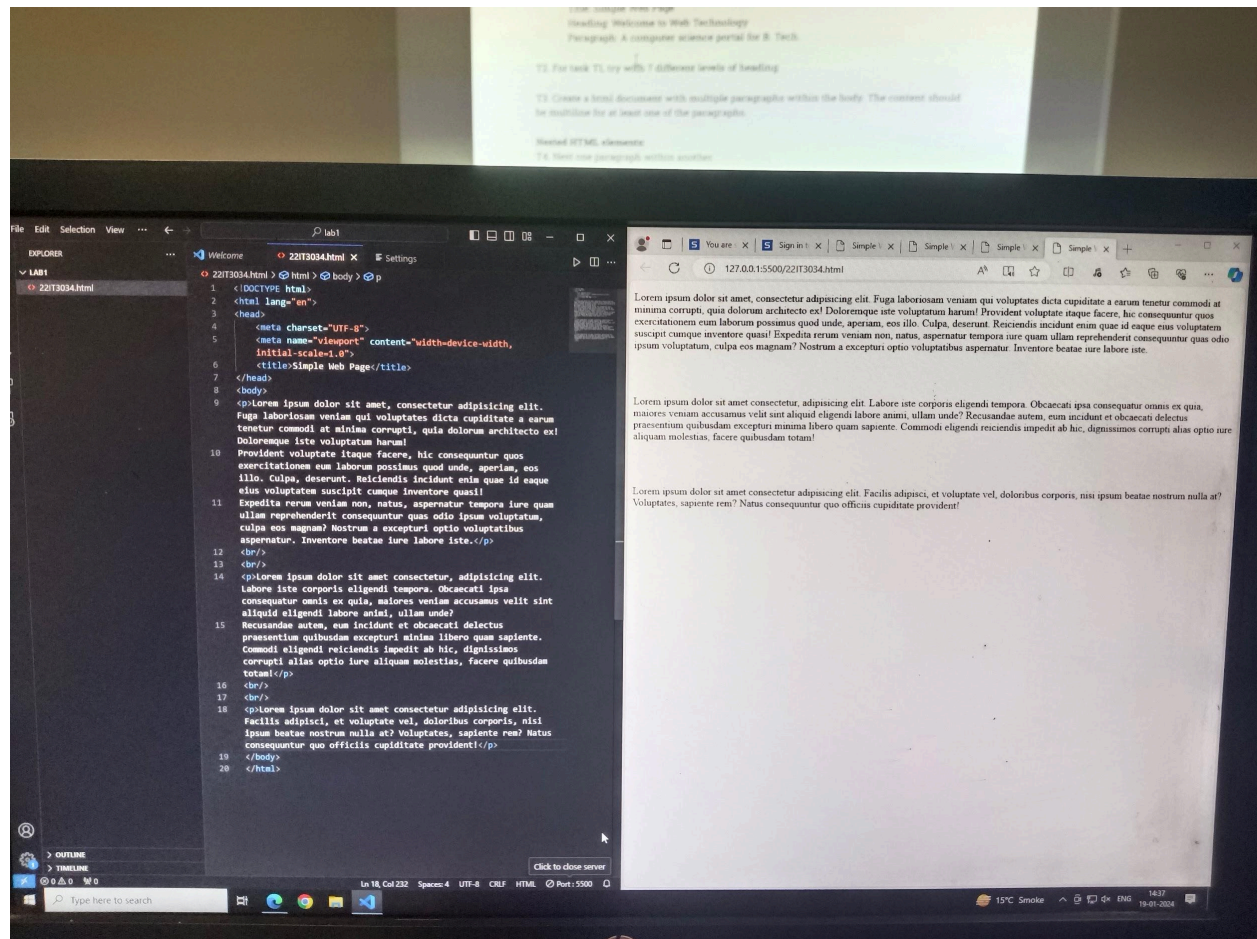 Title: Simple Web Page
Heading: Welcome to Web Technology
Paragraph: A computer science portal for B. Tech.
T2. For task T1, try with 7 different levels of heading
T3. Create a html document with multiple paragraphs within the body. The content should
be multiline for at least one of the paragraphs.
Nested HTML elements
T4. Nest one paragraph within another
File Edit Selection View ··· lab1
EXPLORER ···
Welcome 22IT3034.html Settings
LAB1
22IT3034.html
22IT3034.html > html > body > p
1 <!DOCTYPE html>
2 <html lang="en">
3 <head>
4 <meta charset="UTF-8">
5 <meta name="viewport" content="width=device-width,
initial-scale=1.0">
6 <title>Simple Web Page</title>
7 </head>
8 <body>
9 <p>Lorem ipsum dolor sit amet, consectetur adipisicing elit.
Fuga laboriosam veniam qui voluptates dicta cupiditate a earum
tenetur commodi at minima corrupti, quia dolorum architecto ex!
Doloremque iste voluptatum harum!
10 Provident voluptate itaque facere, hic consequuntur quos
exercitationem eum laborum possimus quod unde, aperiam, eos
illo. Culpa, deserunt. Reiciendis incidunt enim quae id eaque
eius voluptatem suscipit cumque inventore quasi!
11 Expedita rerum veniam non, natus, aspernatur tempora iure quam
ullam reprehenderit consequuntur quas odio ipsum voluptatum,
culpa eos magnam? Nostrum a excepturi optio voluptatibus
aspernatur. Inventore beatae iure labore iste.</p>
12 <br/>
13 <br/>
14 <p>Lorem ipsum dolor sit amet consectetur, adipisicing elit.
Labore iste corporis eligendi tempora. Obcaecati ipsa
consequatur omnis ex quia, maiores veniam accusamus velit sint
aliquid eligendi labore animi, ullam unde?
15 Recusandae autem, eum incidunt et obcaecati delectus
praesentium quibusdam excepturi minima libero quam sapiente.
Commodi eligendi reiciendis impedit ab hic, dignissimos
corrupti alias optio iure aliquam molestias, facere quibusdam
totam!</p>
16 <br/>
17 <br/>
18 <p>Lorem ipsum dolor sit amet consectetur adipisicing elit.
Facilis adipisci, et voluptate vel, doloribus corporis, nisi
ipsum beatae nostrum nulla at? Voluptates, sapiente rem? Natus
consequuntur quo officiis cupiditate provident!</p>
19 </body>
20 </html>
OUTLINE
TIMELINE
Click to close server
0 0 0 Ln 18, Col 232 Spaces: 4 UTF-8 CRLF HTML Port : 5500
You are Sign in t Simple Simple Simple Simple
127.0.0.1:5500/22IT3034.html
Lorem ipsum dolor sit amet, consectetur adipisicing elit. Fuga laboriosam veniam qui voluptates dicta cupiditate a earum tenetur commodi at
minima corrupti, quia dolorum architecto ex! Doloremque iste voluptatum harum! Provident voluptate itaque facere, hic consequuntur quos
exercitationem eum laborum possimus quod unde, aperiam, eos illo. Culpa, deserunt. Reiciendis incidunt enim quae id eaque eius voluptatem
suscipit cumque inventore quasi! Expedita rerum veniam non, natus, aspernatur tempora iure quam ullam reprehenderit consequuntur quas odio
ipsum voluptatum, culpa eos magnam? Nostrum a excepturi optio voluptatibus aspernatur. Inventore beatae iure labore iste.
Lorem ipsum dolor sit amet consectetur, adipisicing elit. Labore iste corporis eligendi tempora. Obcaecati ipsa consequatur omnis ex quia,
maiores veniam accusamus velit sint aliquid eligendi labore animi, ullam unde? Recusandae autem, eum incidunt et obcaecati delectus
praesentium quibusdam excepturi minima libero quam sapiente. Commodi eligendi reiciendis impedit ab hic, dignissimos corrupti alias optio iure
aliquam molestias, facere quibusdam totam!
Lorem ipsum dolor sit amet consectetur adipisicing elit. Facilis adipisci, et voluptate vel, doloribus corporis, nisi ipsum beatae nostrum nulla at?
Voluptates, sapiente rem? Natus consequuntur quo officiis cupiditate provident!
Type here to search
15°C Smoke ENG 14:37
19-01-2024